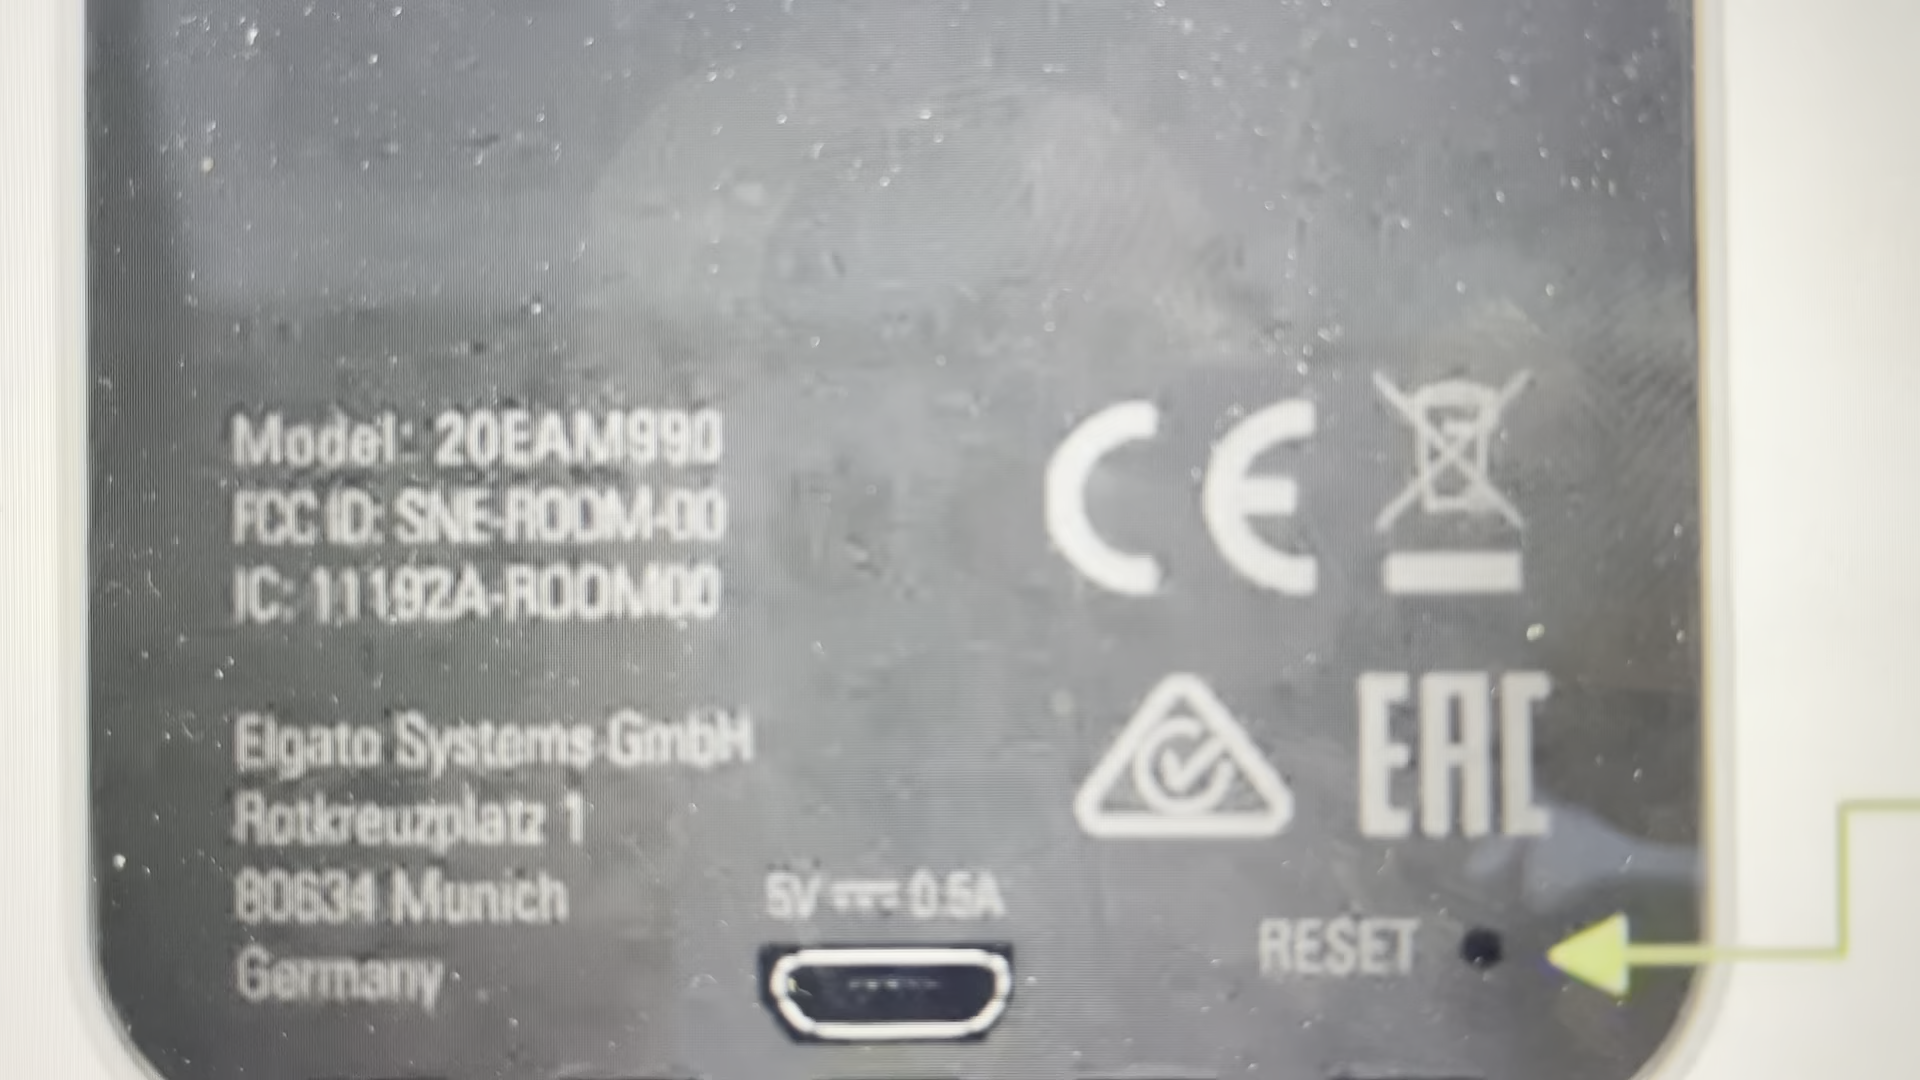 Model: 20EAM990
FCC ID: SNE-ROOM-00
IC: 11192A-ROOM00
Elgato Systems GmbH
Rotkreuzplatz 1
80634 Munich
Germany
5V ⎓ 0.5A
CE
EAC
RESET